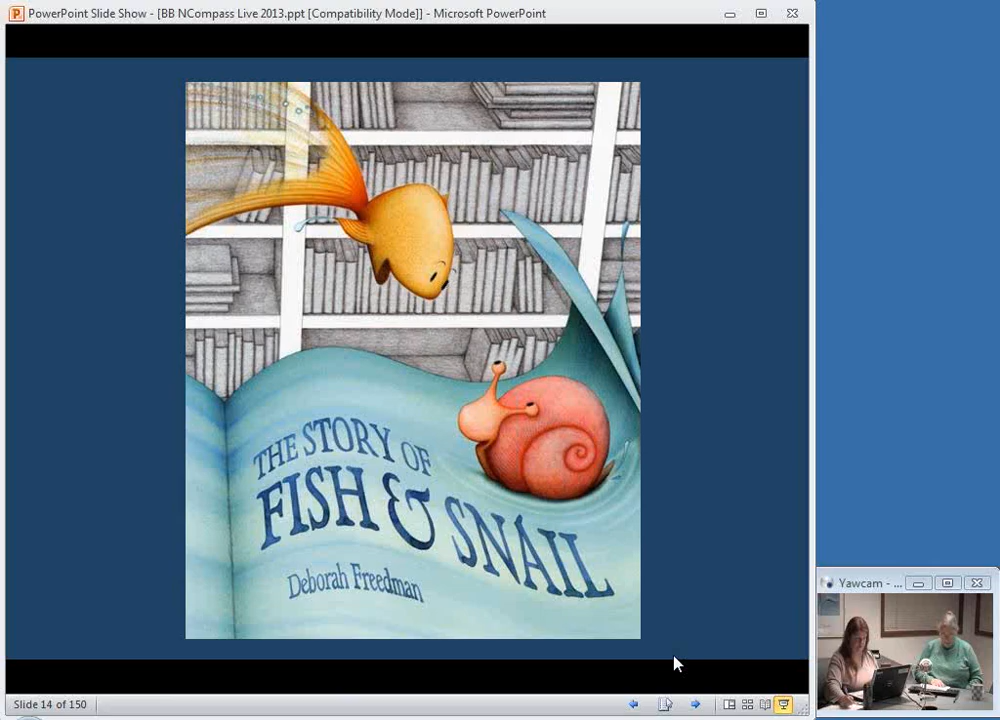 PowerPoint Slide Show - [BB NCompass Live 2013.ppt [Compatibility Mode]] - Microsoft PowerPoint
THE STORY OF
FISH & SNAIL
Deborah Freedman
Yawcam - ...
Slide 14 of 150